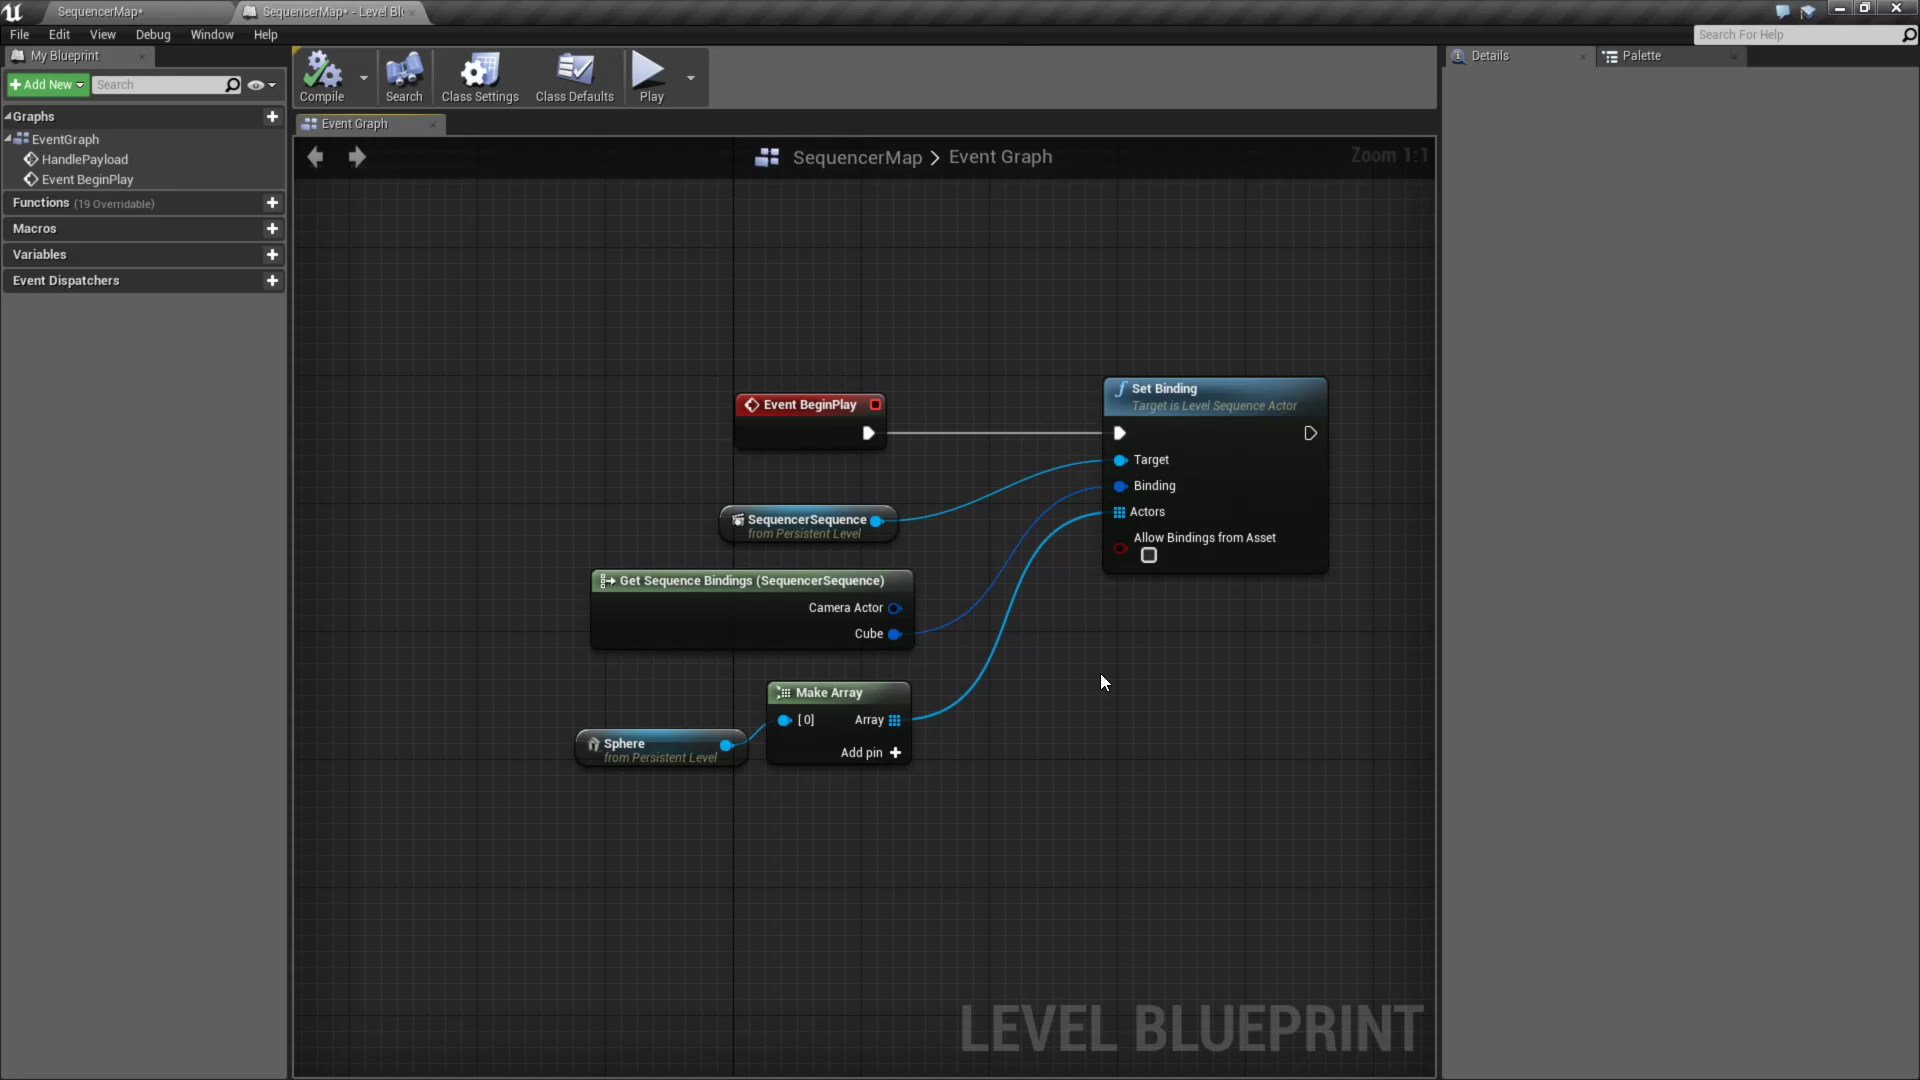 SequencerMap*
SequencerMap* - Level Bl
File Edit View Debug Window Help
Search For Help
My Blueprint
Add New
Search
Graphs
EventGraph
HandlePayload
Event BeginPlay
Functions (19 Overridable)
Macros
Variables
Event Dispatchers
Compile
Search
Class Settings
Class Defaults
Play
Event Graph
SequencerMap > Event Graph
Zoom 1:1
Event BeginPlay
Set Binding
Target is Level Sequence Actor
Target
Binding
Actors
Allow Bindings from Asset
SequencerSequence
from Persistent Level
Get Sequence Bindings (SequencerSequence)
Camera Actor
Cube
Make Array
[0]
Array
Add pin
Sphere
from Persistent Level
LEVEL BLUEPRINT
Details
Palette